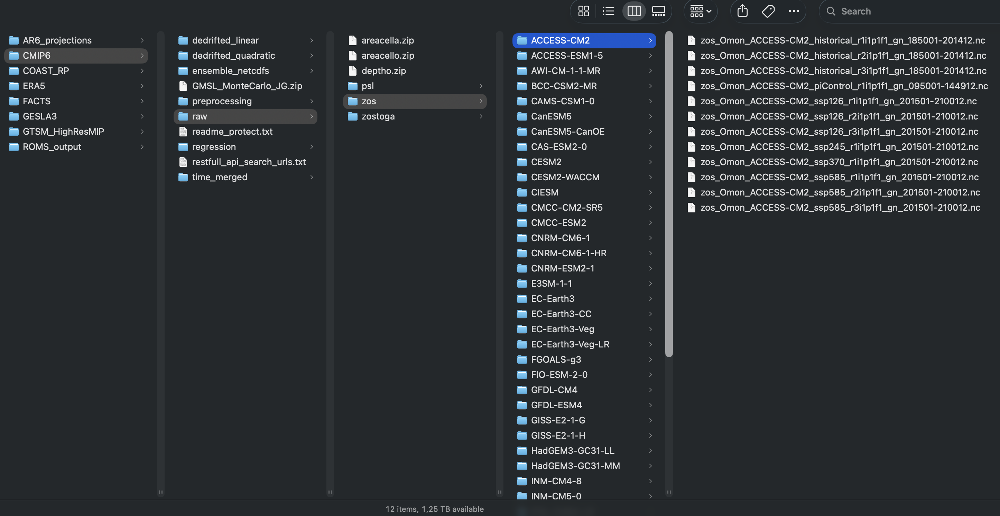 Search
AR6_projections
CMIP6
COAST_RP
ERA5
FACTS
GESLA3
GTSM_HighResMIP
ROMS_output
dedrifted_linear
dedrifted_quadratic
ensemble_netcdfs
GMSL_MonteCarlo_JG.zip
preprocessing
raw
readme_protect.txt
regression
restfull_api_search_urls.txt
time_merged
areacella.zip
areacello.zip
deptho.zip
psl
zos
zostoga
ACCESS-CM2
ACCESS-ESM1-5
AWI-CM-1-1-MR
BCC-CSM2-MR
CAMS-CSM1-0
CanESM5
CanESM5-CanOE
CAS-ESM2-0
CESM2
CESM2-WACCM
CIESM
CMCC-CM2-SR5
CMCC-ESM2
CNRM-CM6-1
CNRM-CM6-1-HR
CNRM-ESM2-1
E3SM-1-1
EC-Earth3
EC-Earth3-CC
EC-Earth3-Veg
EC-Earth3-Veg-LR
FGOALS-g3
FIO-ESM-2-0
GFDL-CM4
GFDL-ESM4
GISS-E2-1-G
GISS-E2-1-H
HadGEM3-GC31-LL
HadGEM3-GC31-MM
INM-CM4-8
INM-CM5-0
zos_Omon_ACCESS-CM2_historical_r1i1p1f1_gn_185001-201412.nc
zos_Omon_ACCESS-CM2_historical_r2i1p1f1_gn_185001-201412.nc
zos_Omon_ACCESS-CM2_historical_r3i1p1f1_gn_185001-201412.nc
zos_Omon_ACCESS-CM2_piControl_r1i1p1f1_gn_095001-144912.nc
zos_Omon_ACCESS-CM2_ssp126_r1i1p1f1_gn_201501-210012.nc
zos_Omon_ACCESS-CM2_ssp126_r2i1p1f1_gn_201501-210012.nc
zos_Omon_ACCESS-CM2_ssp126_r3i1p1f1_gn_201501-210012.nc
zos_Omon_ACCESS-CM2_ssp245_r1i1p1f1_gn_201501-210012.nc
zos_Omon_ACCESS-CM2_ssp370_r1i1p1f1_gn_201501-210012.nc
zos_Omon_ACCESS-CM2_ssp585_r1i1p1f1_gn_201501-210012.nc
zos_Omon_ACCESS-CM2_ssp585_r2i1p1f1_gn_201501-210012.nc
zos_Omon_ACCESS-CM2_ssp585_r3i1p1f1_gn_201501-210012.nc
12 items, 1,25 TB available